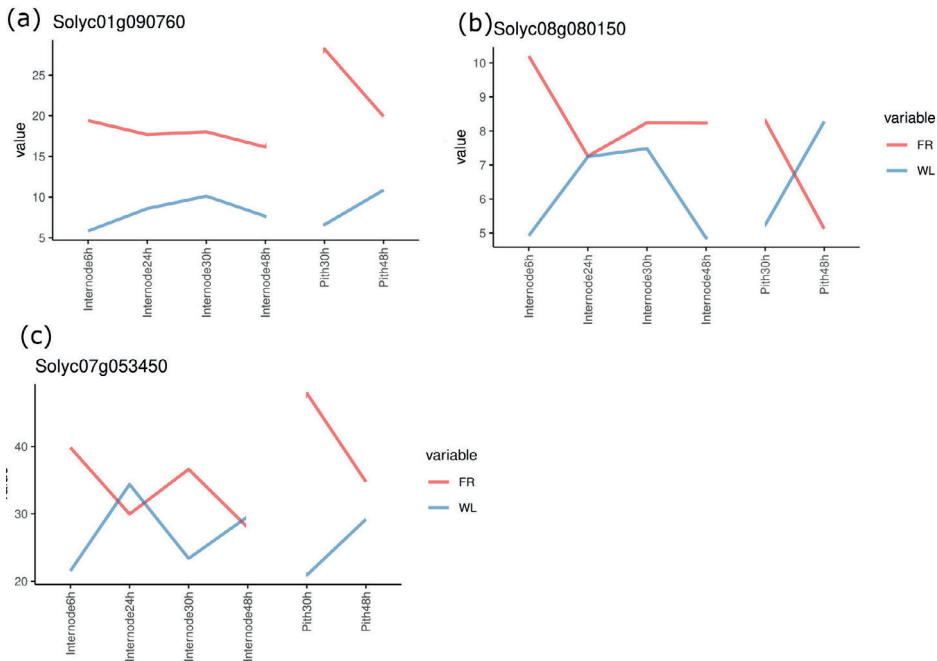 (a) Solyc01g090760
value
25
20
15
10
5
Internode6h
Internode24h
Internode30h
Internode48h
Pith30h
Pith48h
(b) Solyc08g080150
value
10
9
8
7
6
5
Internode6h
Internode24h
Internode30h
Internode48h
Pith30h
Pith48h
variable
FR
WL
(c)
Solyc07g053450
40
30
20
Internode6h
Internode24h
Internode30h
Internode48h
Pith30h
Pith48h
variable
FR
WL